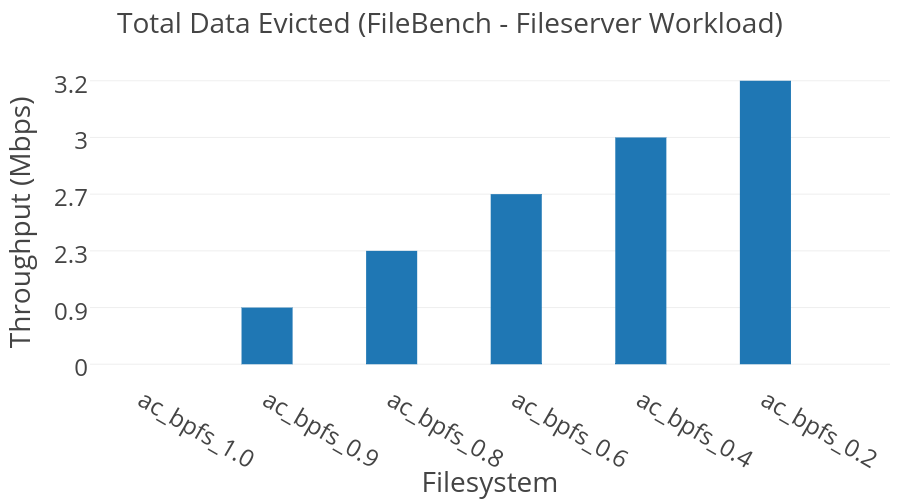 Total Data Evicted (FileBench - Fileserver Workload)
Throughput (Mbps)
3.2
3
2.7
2.3
0.9
0
ac_bpfs_1.0
ac_bpfs_0.9
ac_bpfs_0.8
ac_bpfs_0.6
ac_bpfs_0.4
ac_bpfs_0.2
Filesystem